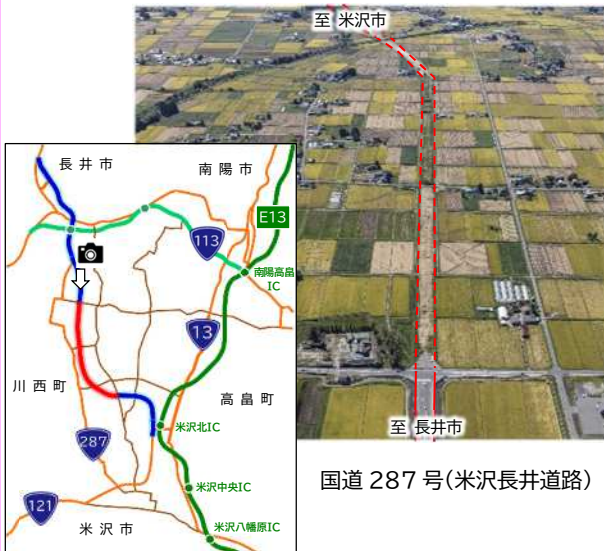 至 米沢市
至 長井市
長井市
南陽市
E13
113
南陽高畠
IC
13
川西町
高畠町
米沢北IC
287
米沢中央IC
121
米沢市
米沢八幡原IC
国道 287 号(米沢長井道路)